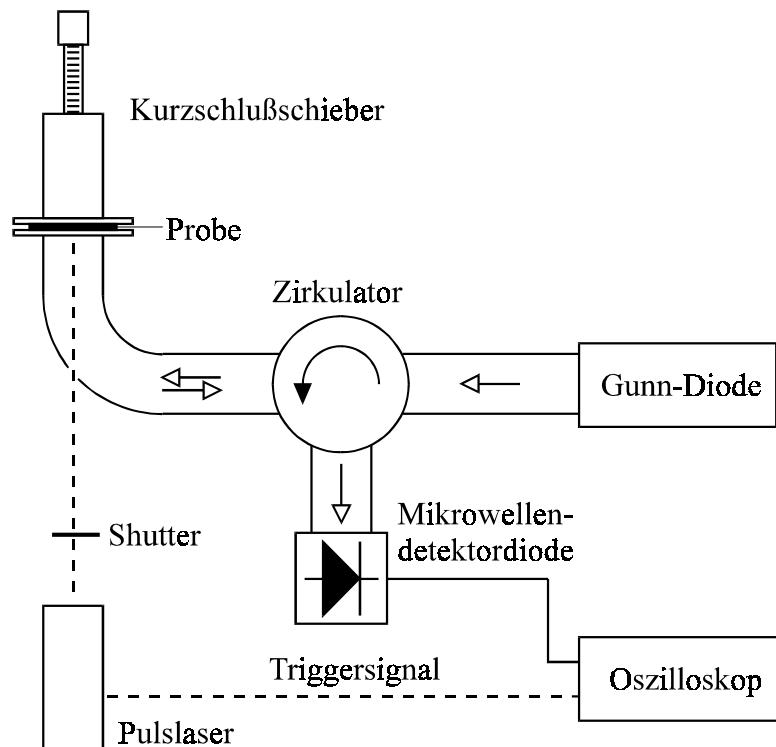 Kurzschlußschieber
Probe
Zirkulator
Gunn-Diode
Shutter
Mikrowellen-
detektordiode
Triggersignal
Oszilloskop
Pulslaser